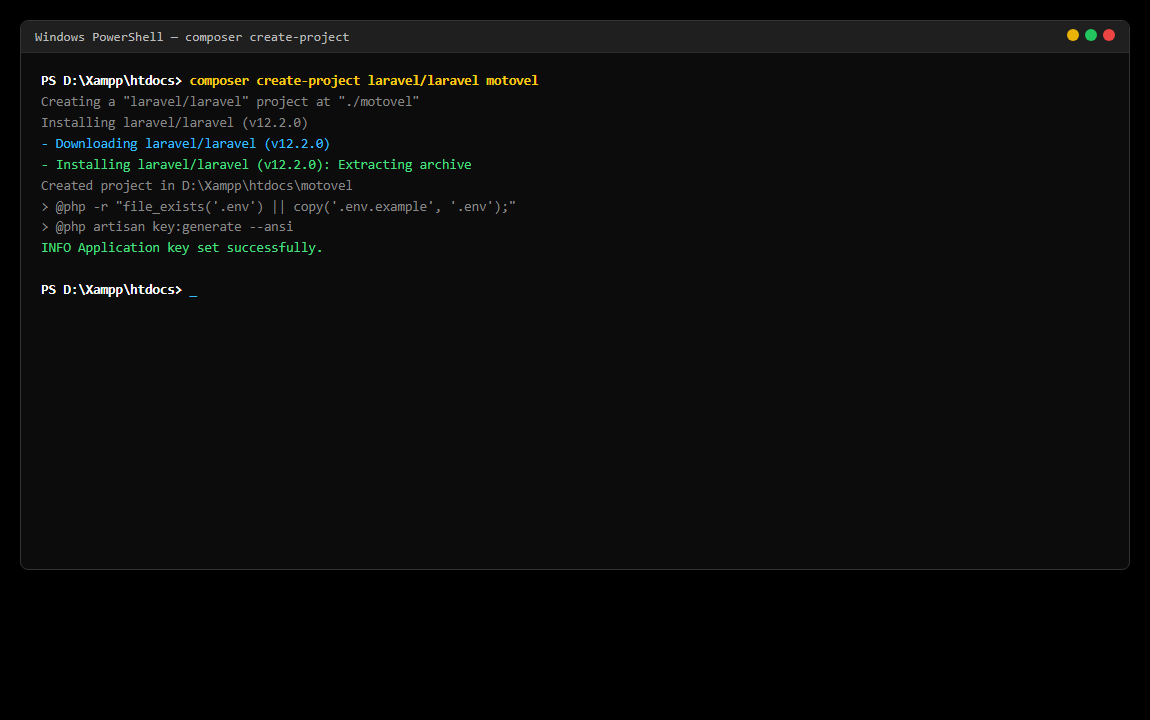 Windows PowerShell — composer create-project
PS D:\Xampp\htdocs> composer create-project laravel/laravel motovel
Creating a "laravel/laravel" project at "./motovel"
Installing laravel/laravel (v12.2.0)
- Downloading laravel/laravel (v12.2.0)
- Installing laravel/laravel (v12.2.0): Extracting archive
Created project in D:\Xampp\htdocs\motovel
> @php -r "file_exists('.env') || copy('.env.example', '.env');"
> @php artisan key:generate --ansi
INFO Application key set successfully.
PS D:\Xampp\htdocs> _